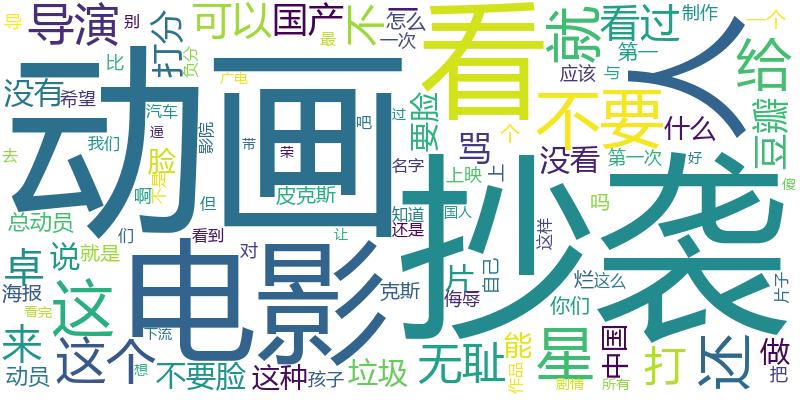 导
导演
别
打分
可以
国产
不
怎么
一次
最
看
就
看过
第一
人
制作
一个
给
没有
希望
比
负分
广电
要脸
不要
应该
与
豆瓣
动画
汽车
逼
影院
吧
过
骂
个
什么
我们
去
脸
不是
带
荣
名字
上映
上
没看
第一次
好
傻
啊
但
皮克斯
抄袭
总动员
们
看到
知道
国人
吗
卓
说
就是
电影
对
让
还是
片
自己
这样
海报
这
克斯
侮辱
烂
这么
片子
看完
你们
来
这个
下流
星
中国
还
做
动员
不要脸
想
这种
孩子
垃圾
无耻
能
作品
剧情
所有
打
把